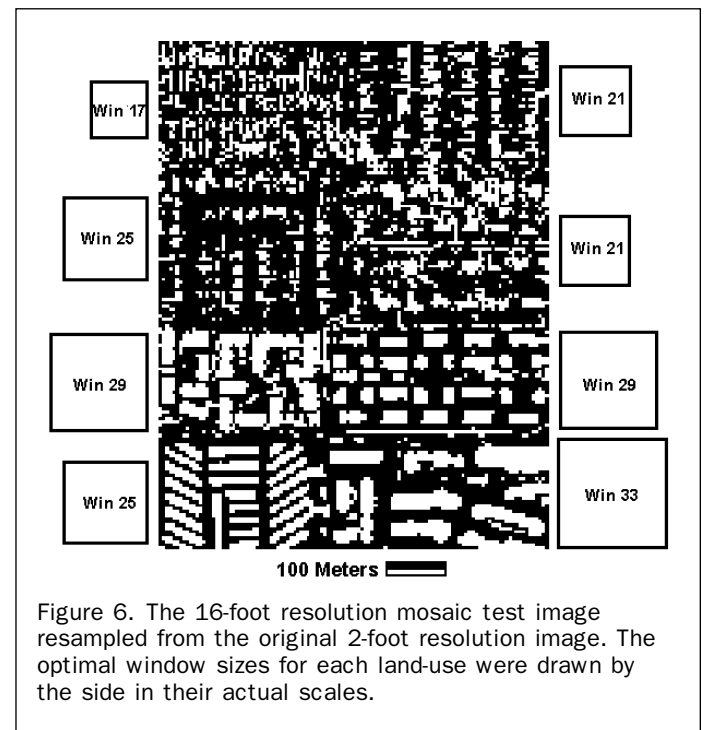 Win 17
Win 21
Win 25
Win 21
Win 29
Win 29
Win 25
Win 33
100 Meters
Figure 6. The 16-foot resolution mosaic test image
resampled from the original 2-foot resolution image. The
optimal window sizes for each land-use were drawn by
the side in their actual scales.